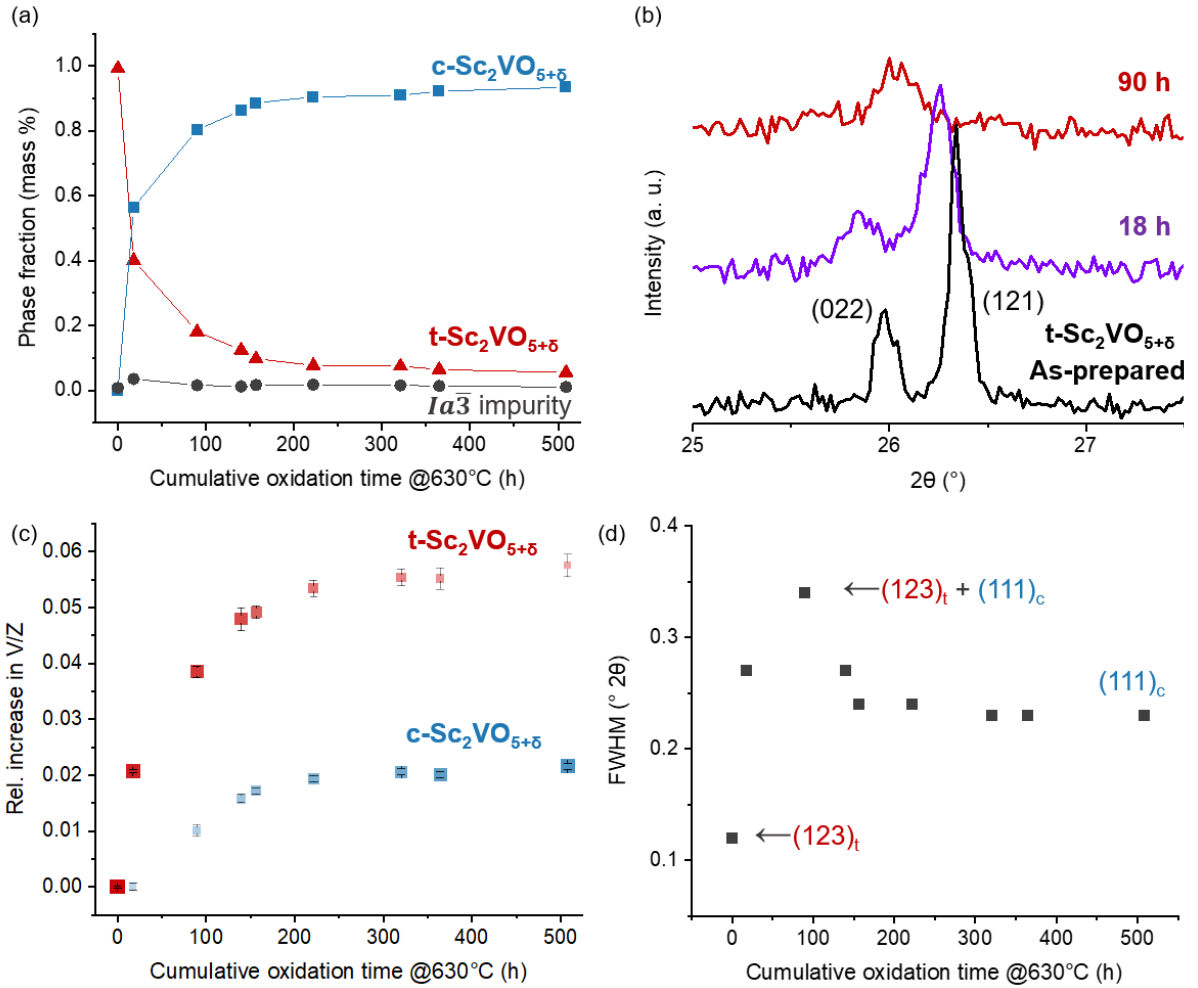 (a)
c-Sc₂VO₅₊δ
t-Sc₂VO₅₊δ
Ia3̅ impurity
Phase fraction (mass %)
1.0
0.8
0.6
0.4
0.2
0.0
0 100 200 300 400 500
Cumulative oxidation time @630°C (h)
(b)
90 h
18 h
(022)
(121)
t-Sc₂VO₅₊δ
As-prepared
Intensity (a. u.)
25 26 27
2θ (°)
(c)
t-Sc₂VO₅₊δ
c-Sc₂VO₅₊δ
Rel. increase in V/Z
0.06
0.05
0.04
0.03
0.02
0.01
0.00
0 100 200 300 400 500
Cumulative oxidation time @630°C (h)
(d)
0.4
0.3
0.2
0.1
FWHM (° 2θ)
←(123)t + (111)c
(111)c
←(123)t
0 100 200 300 400 500
Cumulative oxidation time @630°C (h)